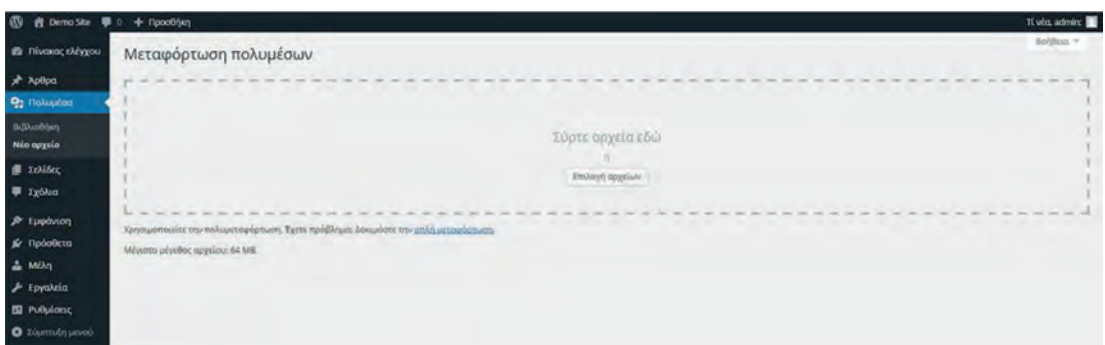 Demo Site 0 + Προσθήκη
Τί νέα, admin;
Βοήθεια
Πίνακας ελέγχου
Άρθρα
Πολυμέσα
Βιβλιοθήκη
Νέο αρχείο
Σελίδες
Σχόλια
Εμφάνιση
Πρόσθετα
Μέλη
Εργαλεία
Ρυθμίσεις
Σύμπτυξη μενού
Μεταφόρτωση πολυμέσων
Σύρτε αρχεία εδώ
ή
Επιλογή αρχείων
Χρησιμοποιείτε την πολυμεταφόρτωση. Έχετε πρόβλημα; Δοκιμάστε την απλή μεταφόρτωση.
Μέγιστο μέγεθος αρχείου: 64 MB.